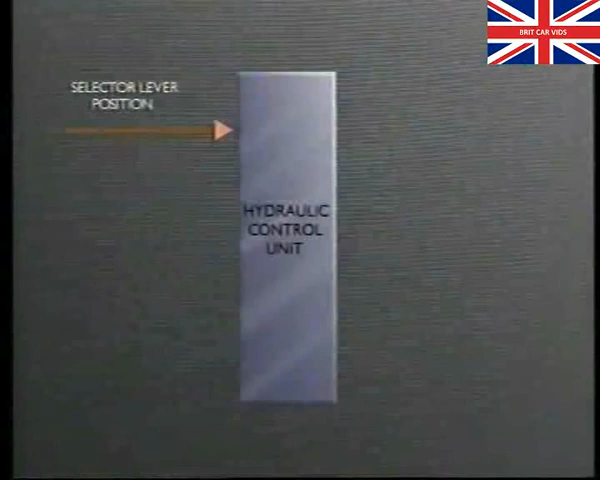 BRIT CAR VIDS
SELECTOR LEVER
POSITION
HYDRAULIC
CONTROL
UNIT